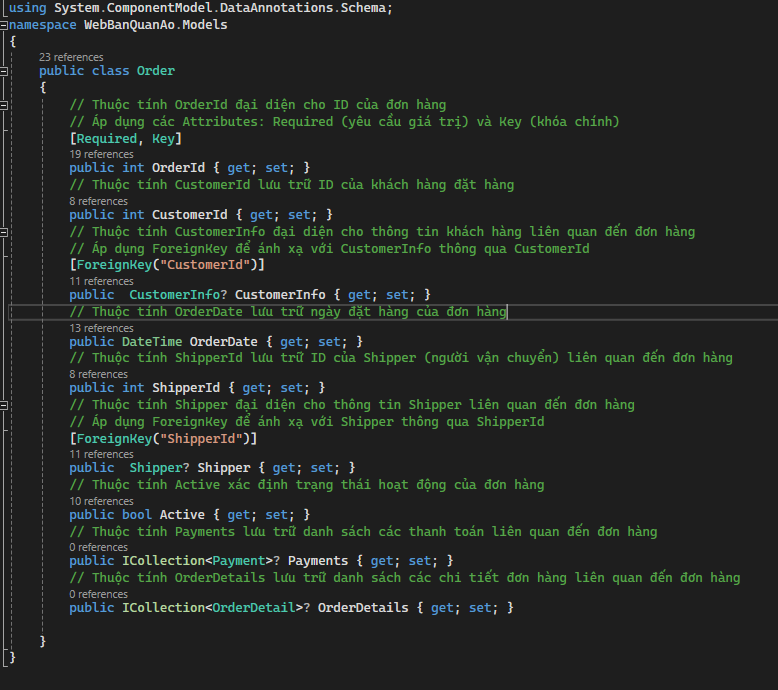 using System.ComponentModel.DataAnnotations.Schema;
namespace WebBanQuanAo.Models
{
23 references
public class Order
{
// Thuộc tính OrderId đại diện cho ID của đơn hàng
// Áp dụng các Attributes: Required (yêu cầu giá trị) và Key (khóa chính)
[Required, Key]
19 references
public int OrderId { get; set; }
// Thuộc tính CustomerId lưu trữ ID của khách hàng đặt hàng
8 references
public int CustomerId { get; set; }
// Thuộc tính CustomerInfo đại diện cho thông tin khách hàng liên quan đến đơn hàng
// Áp dụng ForeignKey để ánh xạ với CustomerInfo thông qua CustomerId
[ForeignKey("CustomerId")]
11 references
public  CustomerInfo? CustomerInfo { get; set; }
// Thuộc tính OrderDate lưu trữ ngày đặt hàng của đơn hàng
13 references
public DateTime OrderDate { get; set; }
// Thuộc tính ShipperId lưu trữ ID của Shipper (người vận chuyển) liên quan đến đơn hàng
8 references
public int ShipperId { get; set; }
// Thuộc tính Shipper đại diện cho thông tin Shipper liên quan đến đơn hàng
// Áp dụng ForeignKey để ánh xạ với Shipper thông qua ShipperId
[ForeignKey("ShipperId")]
11 references
public  Shipper? Shipper { get; set; }
// Thuộc tính Active xác định trạng thái hoạt động của đơn hàng
10 references
public bool Active { get; set; }
// Thuộc tính Payments lưu trữ danh sách các thanh toán liên quan đến đơn hàng
0 references
public ICollection<Payment>? Payments { get; set; }
// Thuộc tính OrderDetails lưu trữ danh sách các chi tiết đơn hàng liên quan đến đơn hàng
0 references
public ICollection<OrderDetail>? OrderDetails { get; set; }
}
}